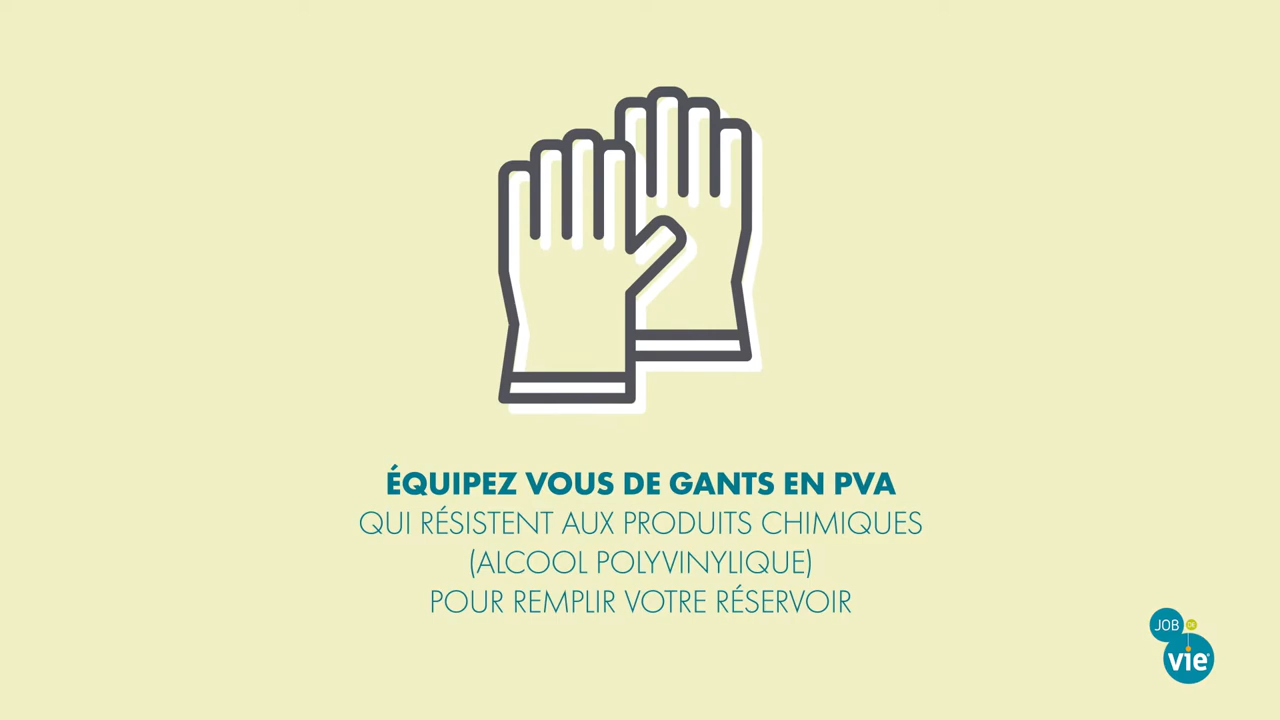 ÉQUIPEZ VOUS DE GANTS EN PVA
QUI RÉSISTENT AUX PRODUITS CHIMIQUES
(ALCOOL POLYVINYLIQUE)
POUR REMPLIR VOTRE RÉSERVOIR
JOB DE
vie